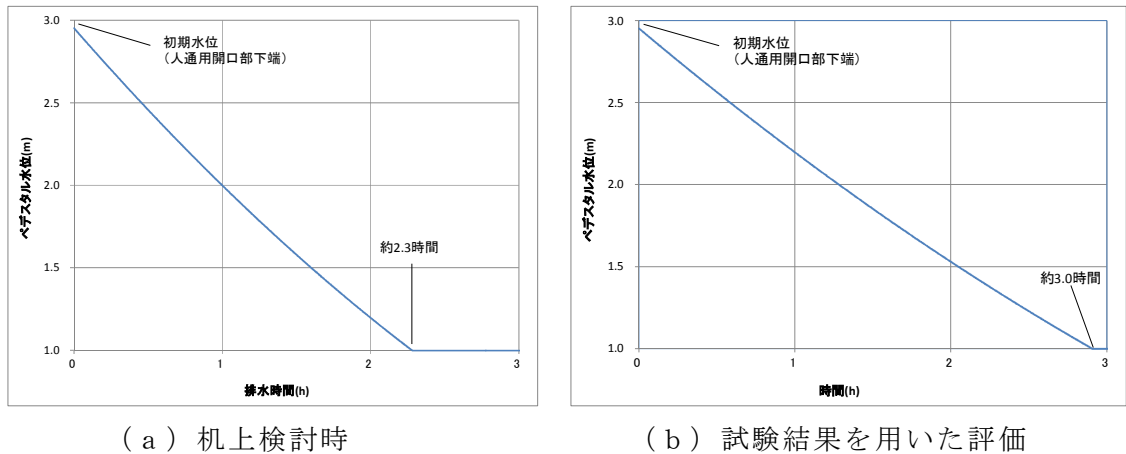 3.0
2.5
2.0
1.5
1.0
ペデスタル水位(m)
初期水位
（人通用開口部下端）
約2.3時間
0
1
2
3
排水時間(h)
（a）机上検討時
3.0
2.5
2.0
1.5
1.0
ペデスタル水位(m)
初期水位
（人通用開口部下端）
約3.0時間
0
1
2
3
時間(h)
（b）試験結果を用いた評価